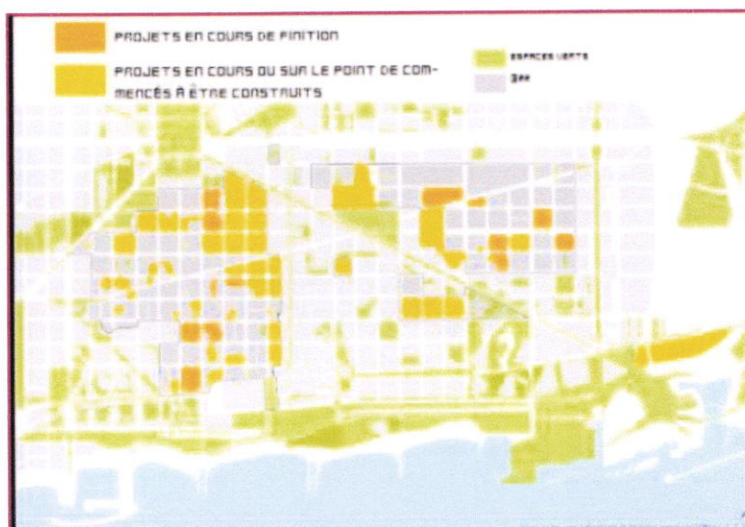 PROJETS EN COURS DE FINITION
PROJETS EN COURS OU SUR LE POINT DE COM-
MENCÉS À ÊTRE CONSTRUITS
ESPACES VERTS